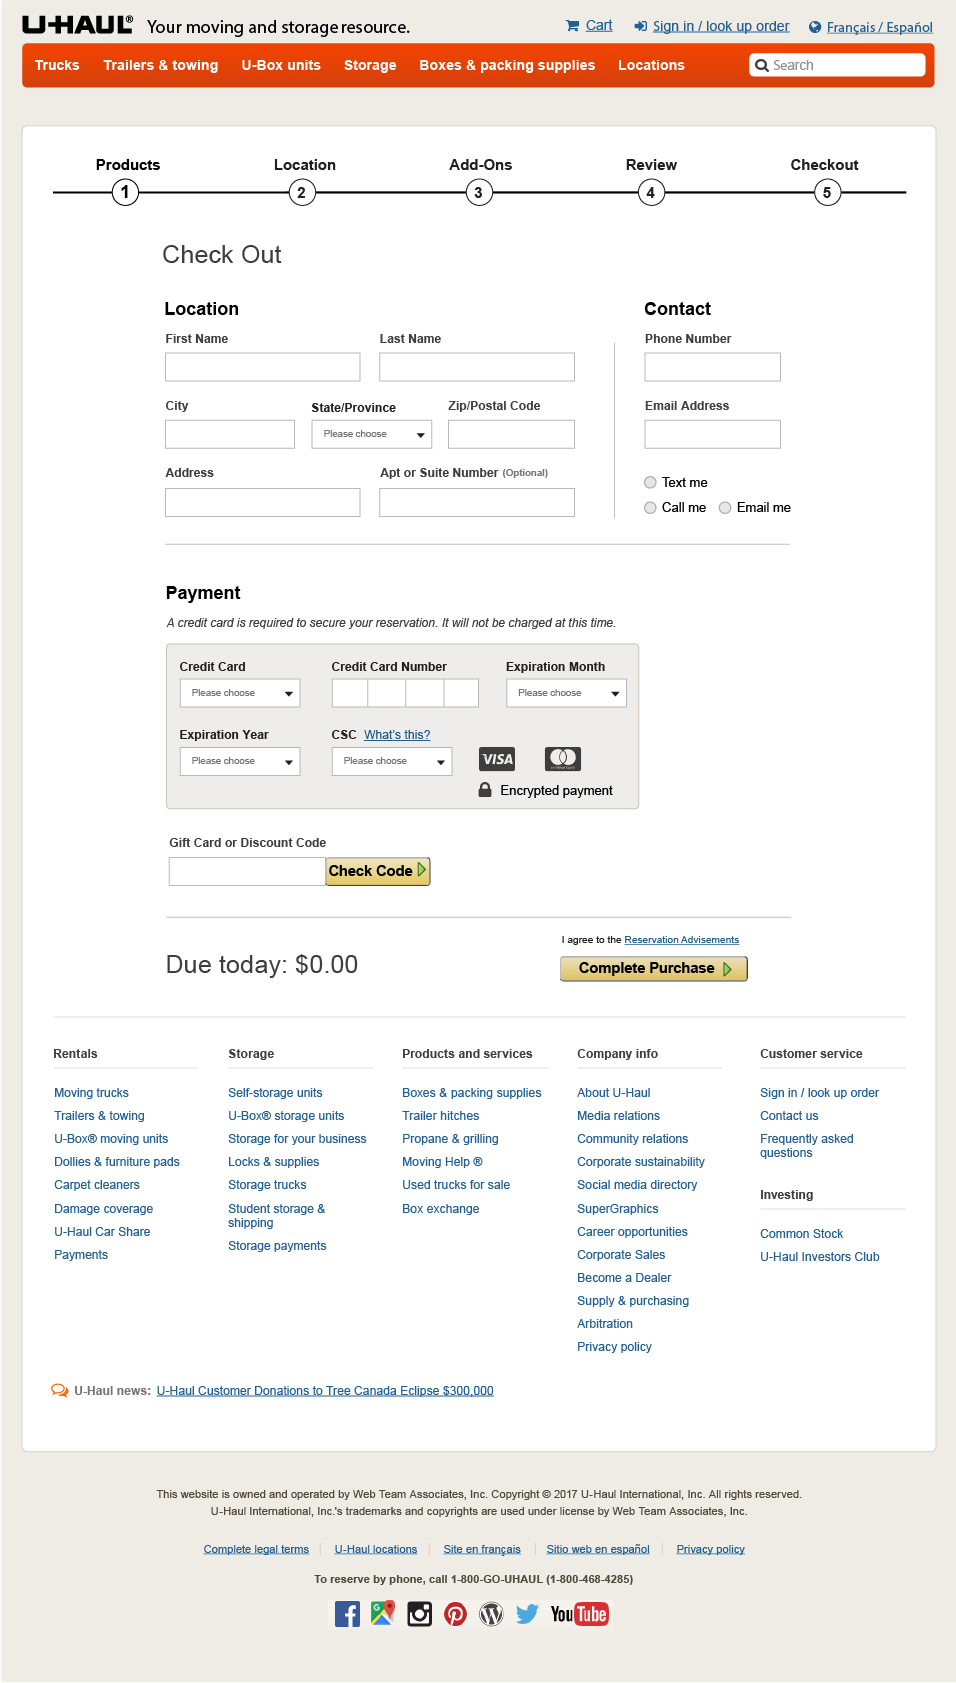 U-HAUL® Your moving and storage resource. Cart Sign in / look up order Français / Español
Trucks Trailers & towing U-Box units Storage Boxes & packing supplies Locations Search
Products Location Add-Ons Review Checkout
1 2 3 4 5
Check Out
Location Contact
First Name Last Name Phone Number
City State/Province Zip/Postal Code Email Address
Please choose
Address Apt or Suite Number (Optional)
Text me
Call me Email me
Payment
A credit card is required to secure your reservation. It will not be charged at this time.
Credit Card Credit Card Number Expiration Month
Please choose Please choose
Expiration Year CSC What's this?
Please choose Please choose VISA
Encrypted payment
Gift Card or Discount Code
Check Code
I agree to the Reservation Advisements
Due today: $0.00 Complete Purchase
Rentals Storage Products and services Company info Customer service
Moving trucks Self-storage units Boxes & packing supplies About U-Haul Sign in / look up order
Trailers & towing U-Box® storage units Trailer hitches Media relations Contact us
U-Box® moving units Storage for your business Propane & grilling Community relations Frequently asked
questions
Dollies & furniture pads Locks & supplies Moving Help ® Corporate sustainability
Carpet cleaners Storage trucks Used trucks for sale Social media directory Investing
Damage coverage Student storage & Box exchange SuperGraphics
shipping
U-Haul Car Share Career opportunities Common Stock
Payments Storage payments Corporate Sales U-Haul Investors Club
Become a Dealer
Supply & purchasing
Arbitration
Privacy policy
U-Haul news: U-Haul Customer Donations to Tree Canada Eclipse $300,000
This website is owned and operated by Web Team Associates, Inc. Copyright © 2017 U-Haul International, Inc. All rights reserved.
U-Haul International, Inc.'s trademarks and copyrights are used under license by Web Team Associates, Inc.
Complete legal terms | U-Haul locations | Site en français | Sitio web en español | Privacy policy
To reserve by phone, call 1-800-GO-UHAUL (1-800-468-4285)
YouTube